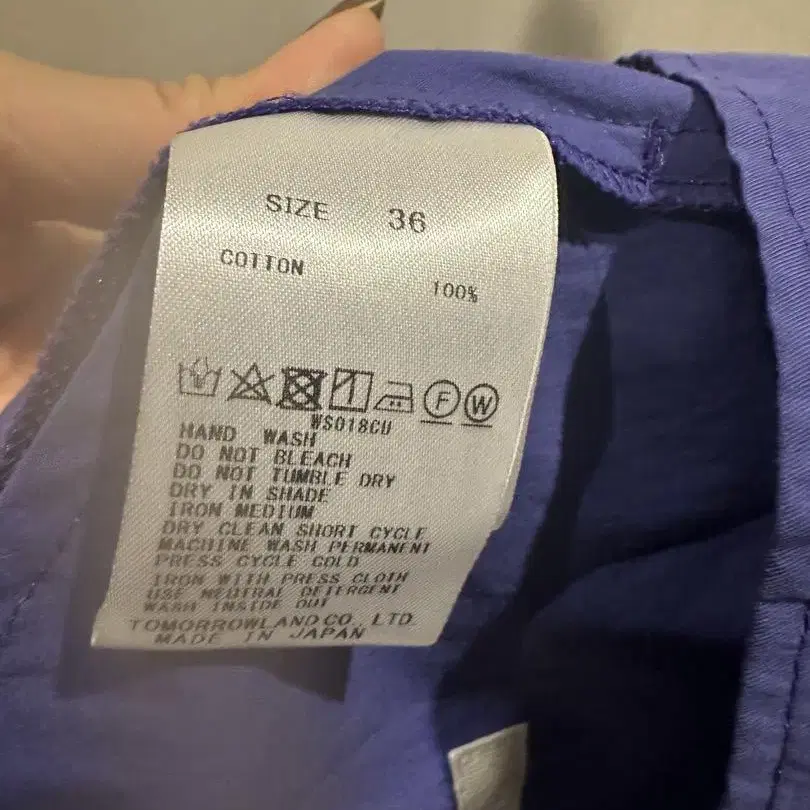 SIZE 36
COTTON
100%
F W
WS018CU
HAND WASH
DO NOT BLEACH
DO NOT TUMBLE DRY
DRY IN SHADE
IRON MEDIUM
DRY CLEAN SHORT CYCLE
MACHINE WASH PERMANENT
PRESS CYCLE COLD
IRON WITH PRESS CLOTH
USE NEUTRAL DETERGENT
WASH INSIDE OUT
TOMORROWLAND CO., LTD
MADE IN JAPAN